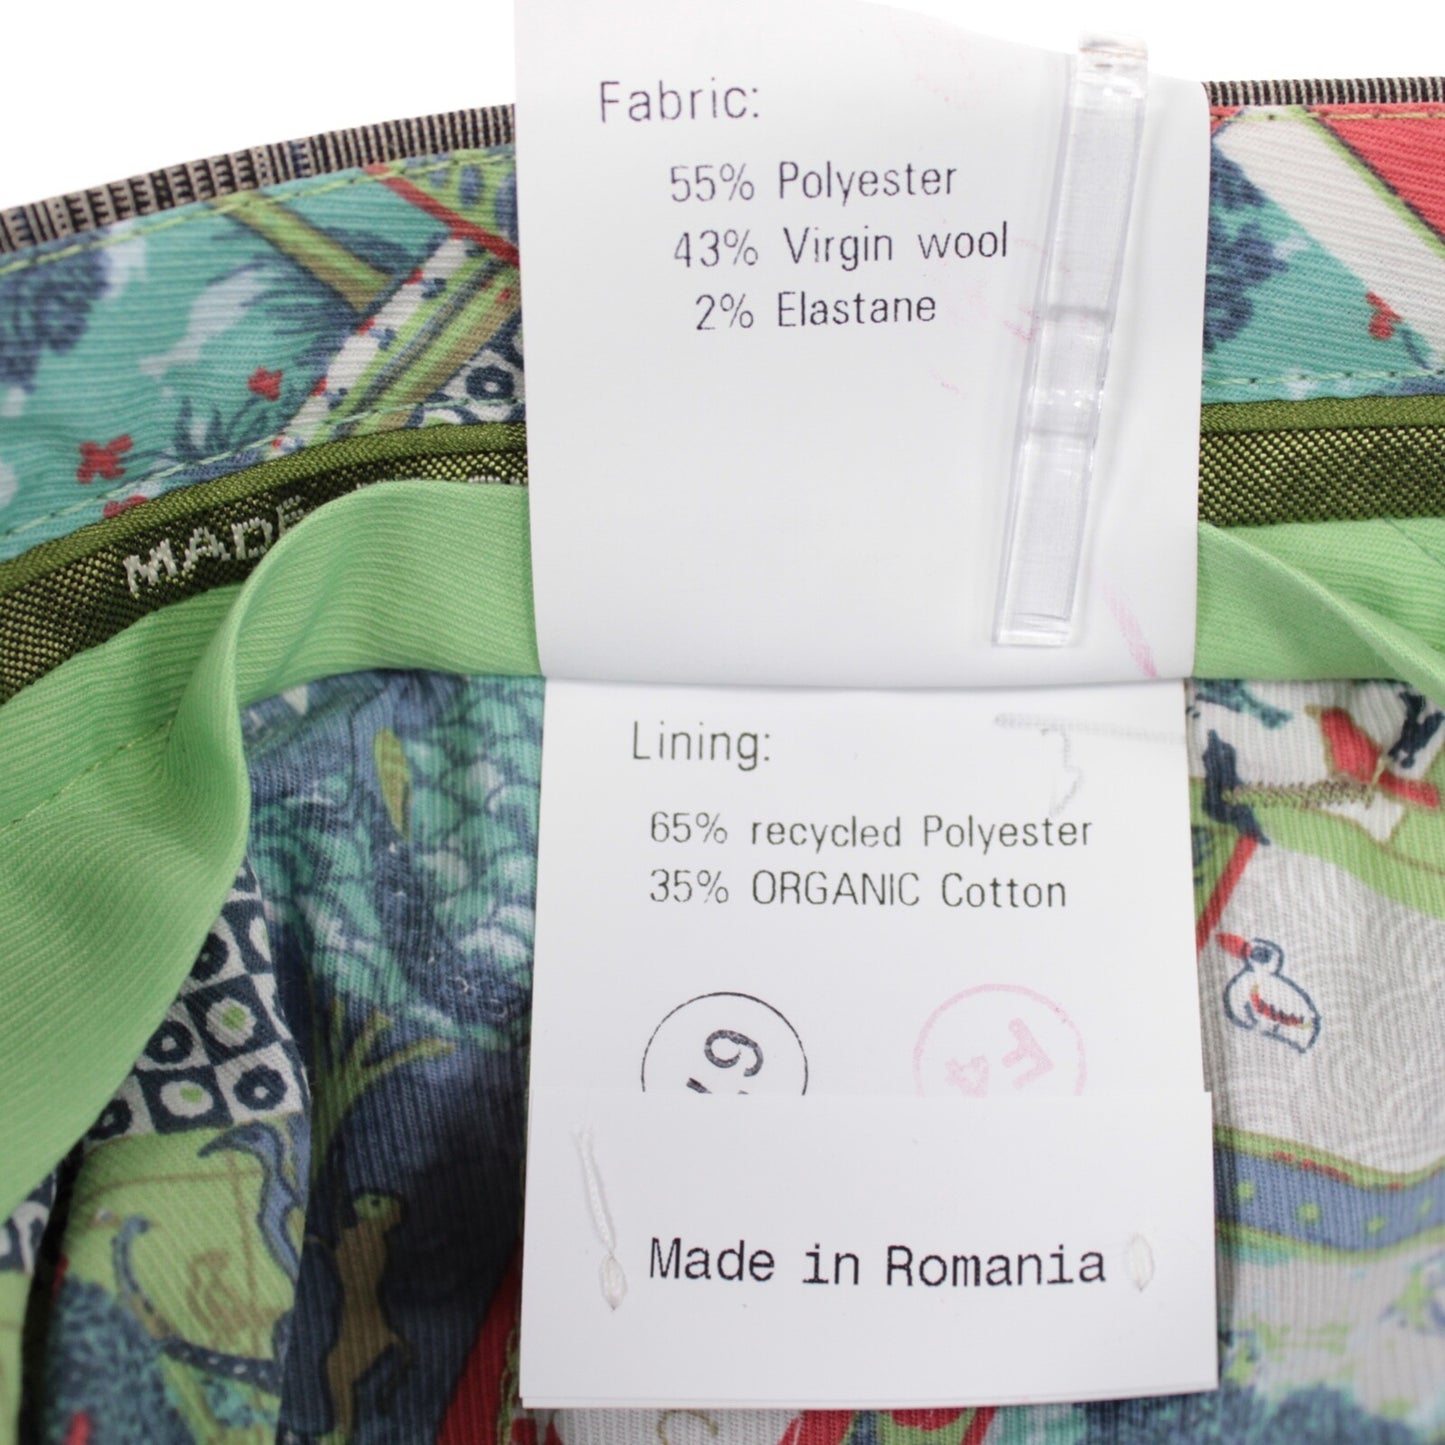 Fabric:
55% Polyester
43% Virgin wool
2% Elastane
MADE
Lining:
65% recycled Polyester
35% ORGANIC Cotton
Made in Romania